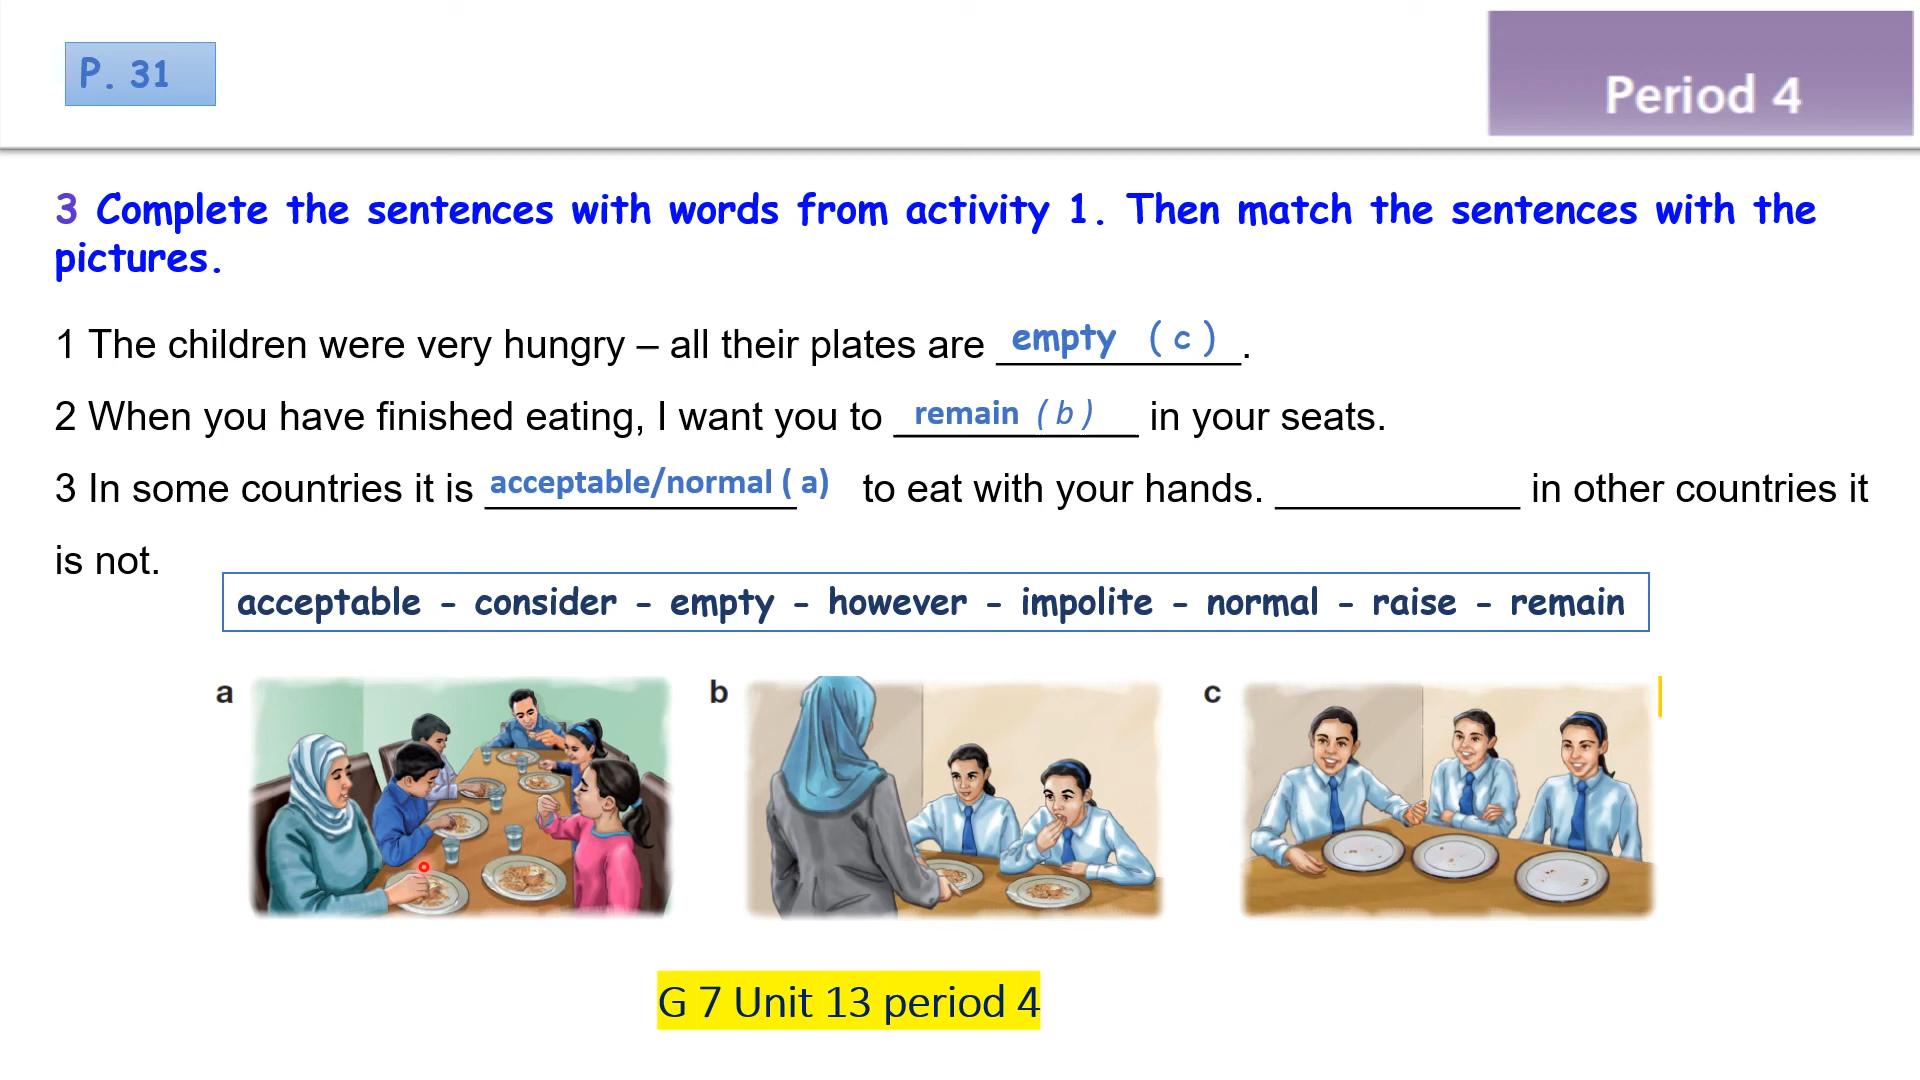 P. 31
Period 4
3 Complete the sentences with words from activity 1. Then match the sentences with the
pictures.
1 The children were very hungry – all their plates are empty ( c ).
2 When you have finished eating, I want you to remain ( b ) in your seats.
3 In some countries it is acceptable/normal ( a) to eat with your hands. ___________ in other countries it
is not.
acceptable - consider - empty - however - impolite - normal - raise - remain
a
b
c
G 7 Unit 13 period 4